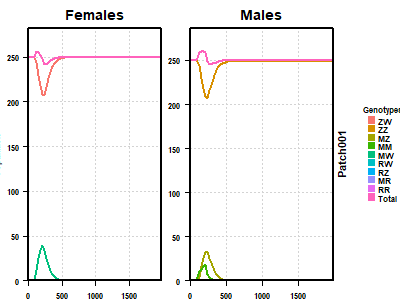 Females
Males
250
200
150
100
50
0
0
500
1000
1500
250
200
150
100
50
0
0
500
1000
1500
Patch001
Genotypes
ZW
ZZ
MZ
MM
MW
RW
RZ
MR
RR
Total